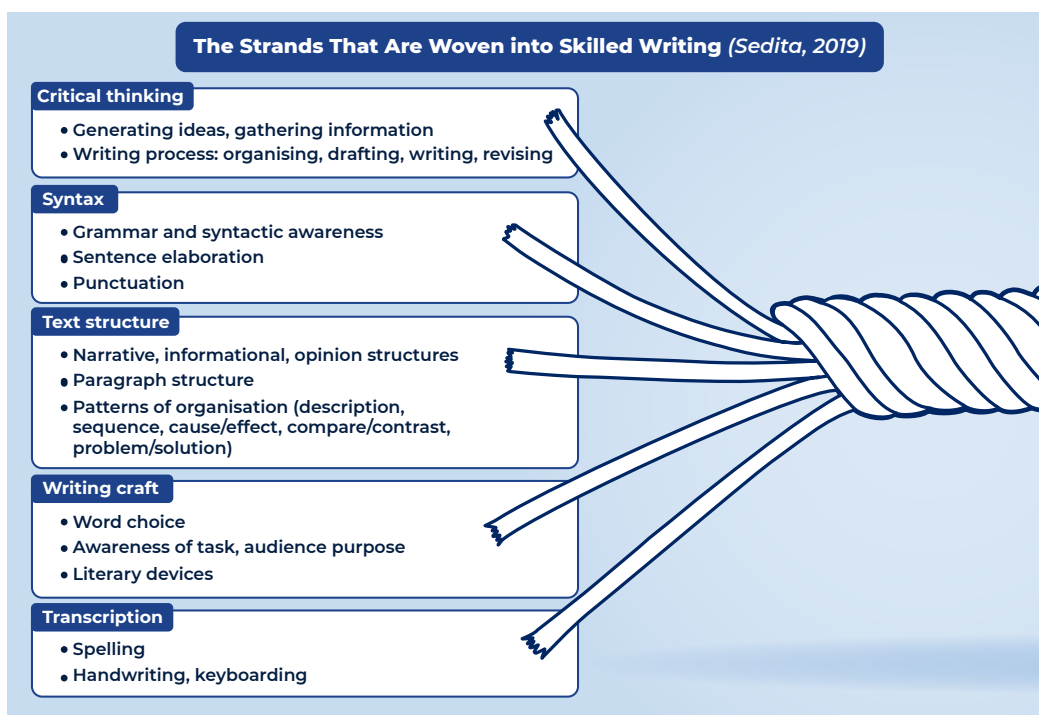 The Strands That Are Woven into Skilled Writing (Sedita, 2019)
Critical thinking
• Generating ideas, gathering information
• Writing process: organising, drafting, writing, revising
Syntax
• Grammar and syntactic awareness
• Sentence elaboration
• Punctuation
Text structure
• Narrative, informational, opinion structures
• Paragraph structure
• Patterns of organisation (description,
sequence, cause/effect, compare/contrast,
problem/solution)
Writing craft
• Word choice
• Awareness of task, audience purpose
• Literary devices
Transcription
• Spelling
• Handwriting, keyboarding